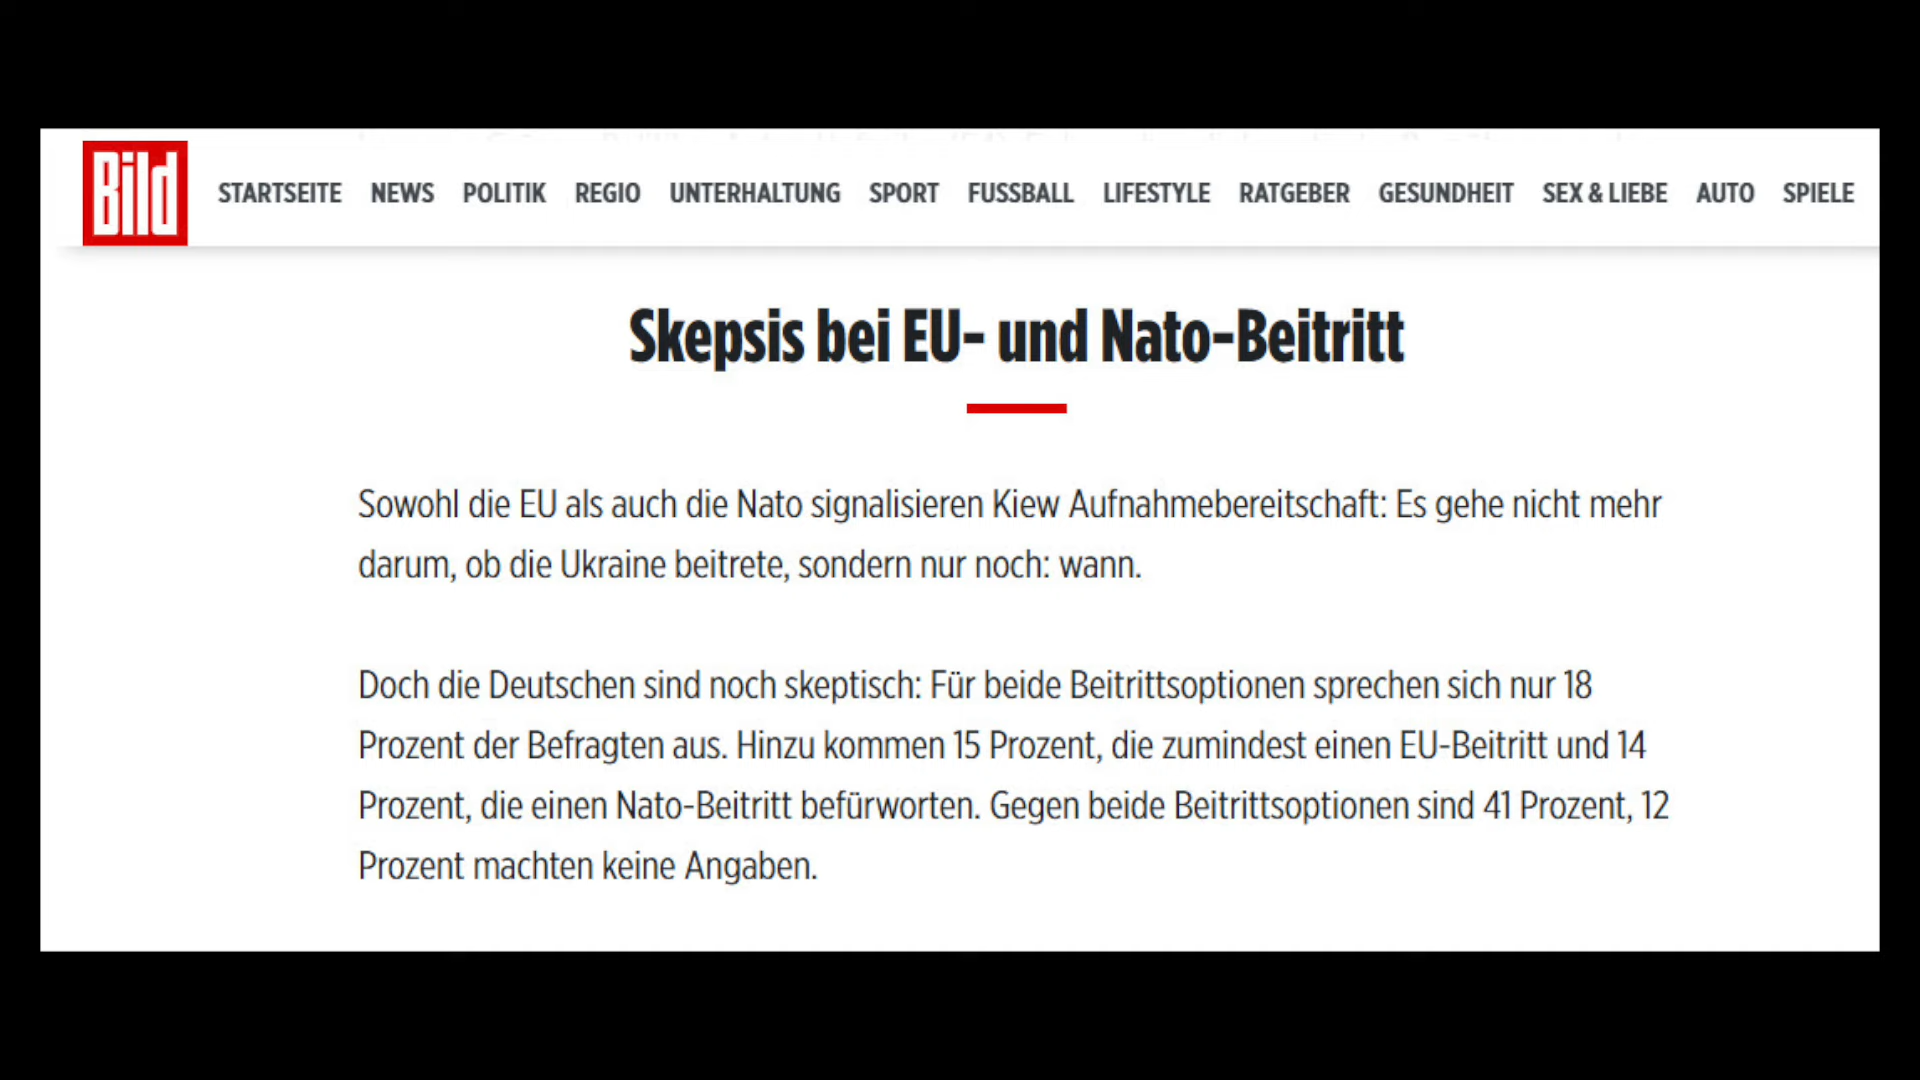 Bild
STARTSEITE NEWS POLITIK REGIO UNTERHALTUNG SPORT FUSSBALL LIFESTYLE RATGEBER GESUNDHEIT SEX & LIEBE AUTO SPIELE
Skepsis bei EU- und Nato-Beitritt
Sowohl die EU als auch die Nato signalisieren Kiew Aufnahmebereitschaft: Es gehe nicht mehr
darum, ob die Ukraine beitrete, sondern nur noch: wann.
Doch die Deutschen sind noch skeptisch: Für beide Beitrittsoptionen sprechen sich nur 18
Prozent der Befragten aus. Hinzu kommen 15 Prozent, die zumindest einen EU-Beitritt und 14
Prozent, die einen Nato-Beitritt befürworten. Gegen beide Beitrittsoptionen sind 41 Prozent, 12
Prozent machten keine Angaben.